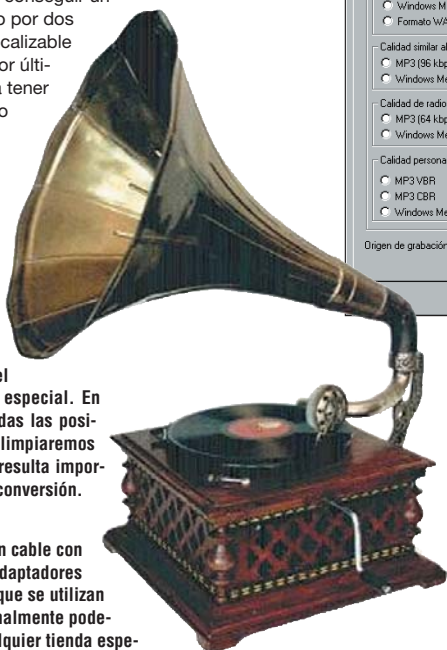 conseguir un
o por dos
calizable
or últi-
a tener
o
el
especial. En
das las posi-
limpiaremos
resulta impor-
conversión.
n cable con
daptadores
que se utilizan
nalmente pode-
lquier tienda espe-
Windows M
Formato WA
Calidad similar al
MP3 (96 kbp
Windows Me
Calidad de radio
MP3 (64 kbp
Windows Me
Calidad persona
MP3 VBR
MP3 CBR
Windows Me
Origen de grabación